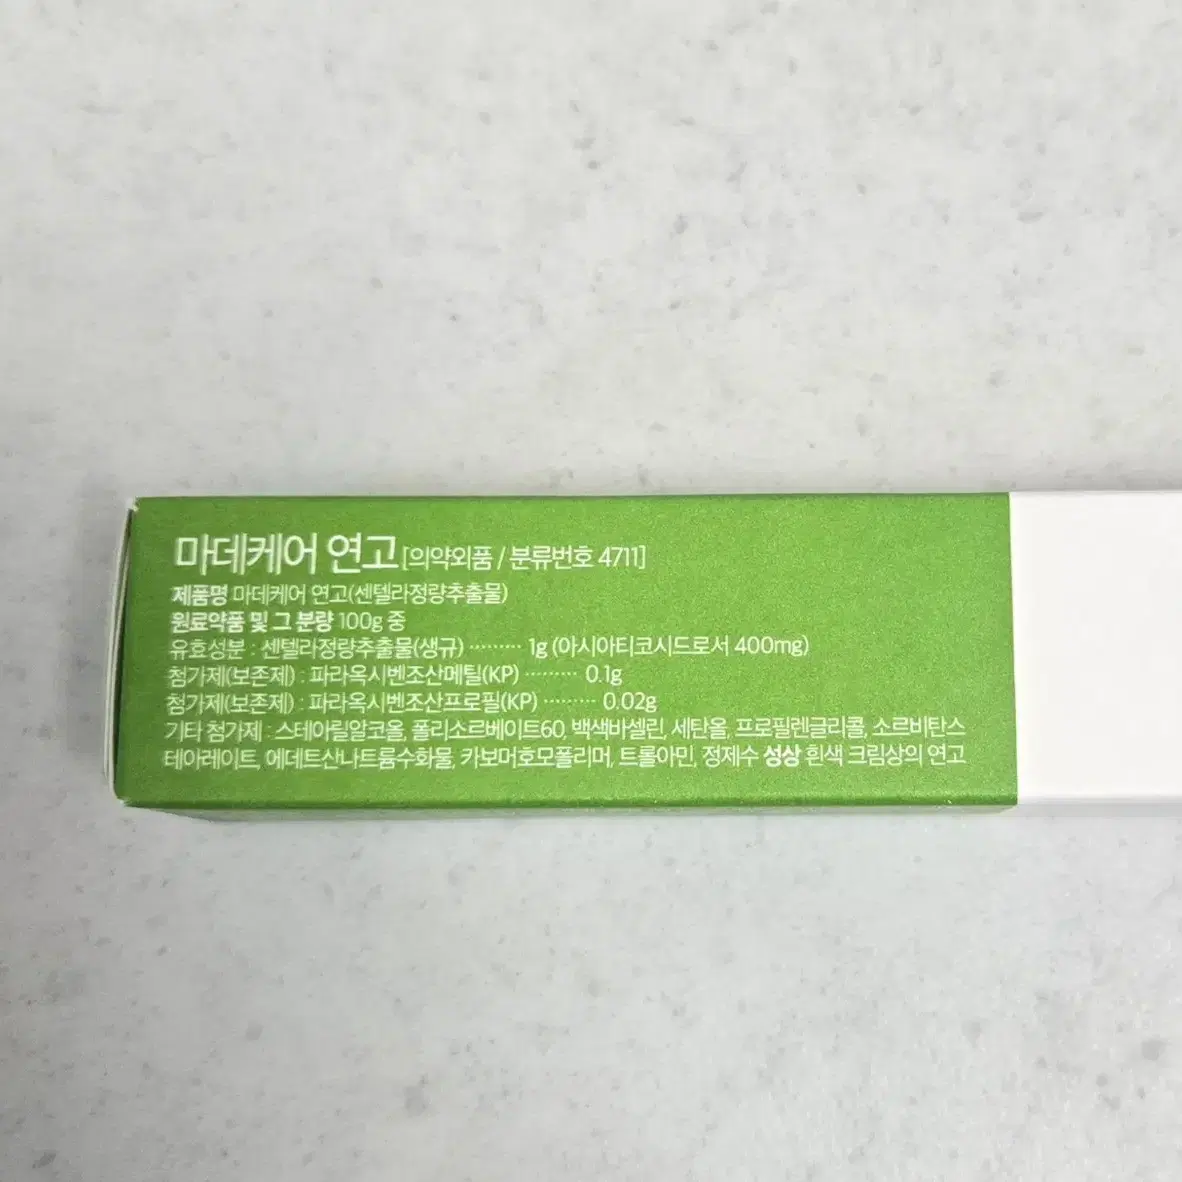 마데케어 연고[의약외품 / 분류번호 4711]
제품명 마데케어 연고(센텔라정량추출물)
원료약품 및 그 분량 100g 중
유효성분 : 센텔라정량추출물(생규) ········· 1g (아시아티코시드로서 400mg)
첨가제(보존제) : 파라옥시벤조산메틸(KP) ········· 0.1g
첨가제(보존제) : 파라옥시벤조산프로필(KP) ········· 0.02g
기타 첨가제 : 스테아릴알코올, 폴리소르베이트60, 백색바셀린, 세탄올, 프로필렌글리콜, 소르비탄스
테아레이트, 에데트산나트륨수화물, 카보머호모폴리머, 트롤아민, 정제수 성상 흰색 크림상의 연고